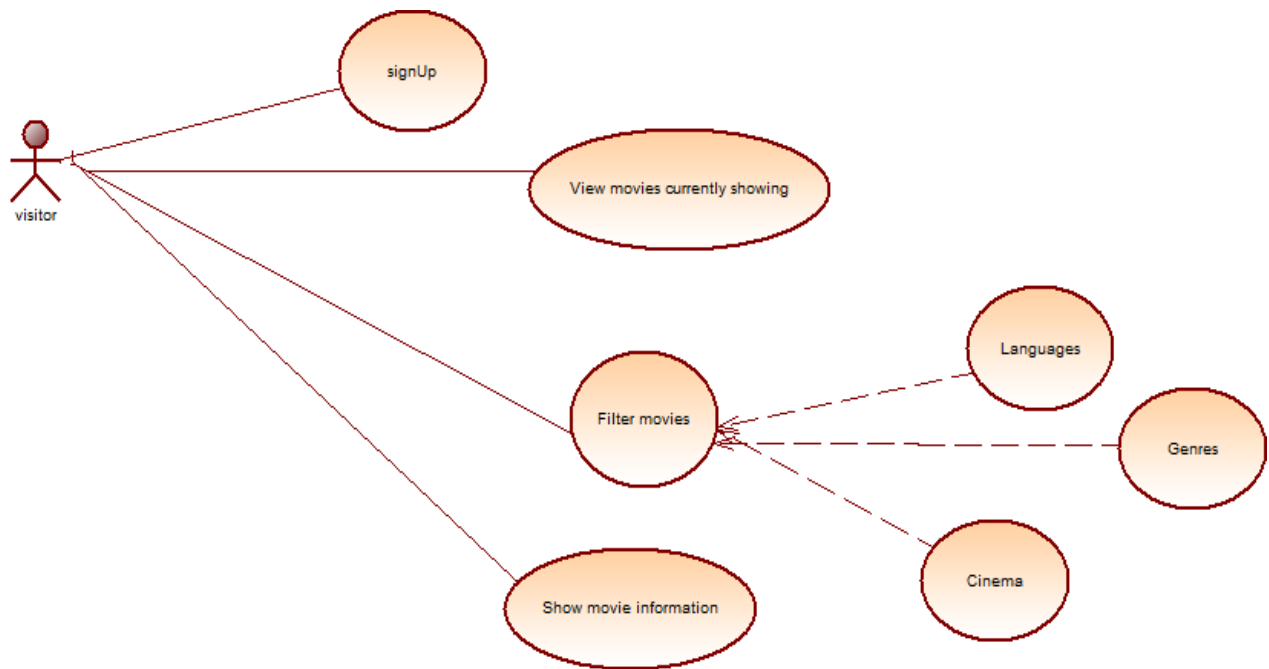 signUp
View movies currently showing
visitor
Languages
Filter movies
Genres
Cinema
Show movie information